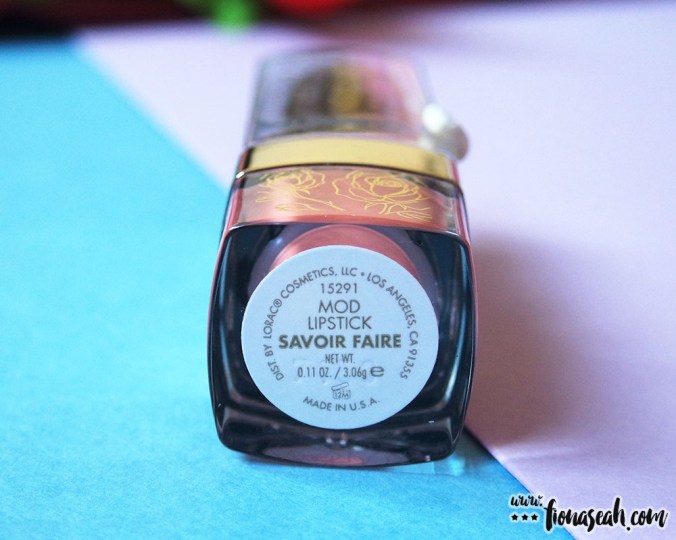 DIST. BY LORAC® COSMETICS, LLC • LOS ANGELES, CA 91355
15291
MOD
LIPSTICK
SAVOIR FAIRE
NET WT.
0.11 OZ. / 3.06g ℮
12M
MADE IN U.S.A.
www.
*** fionaseah.com